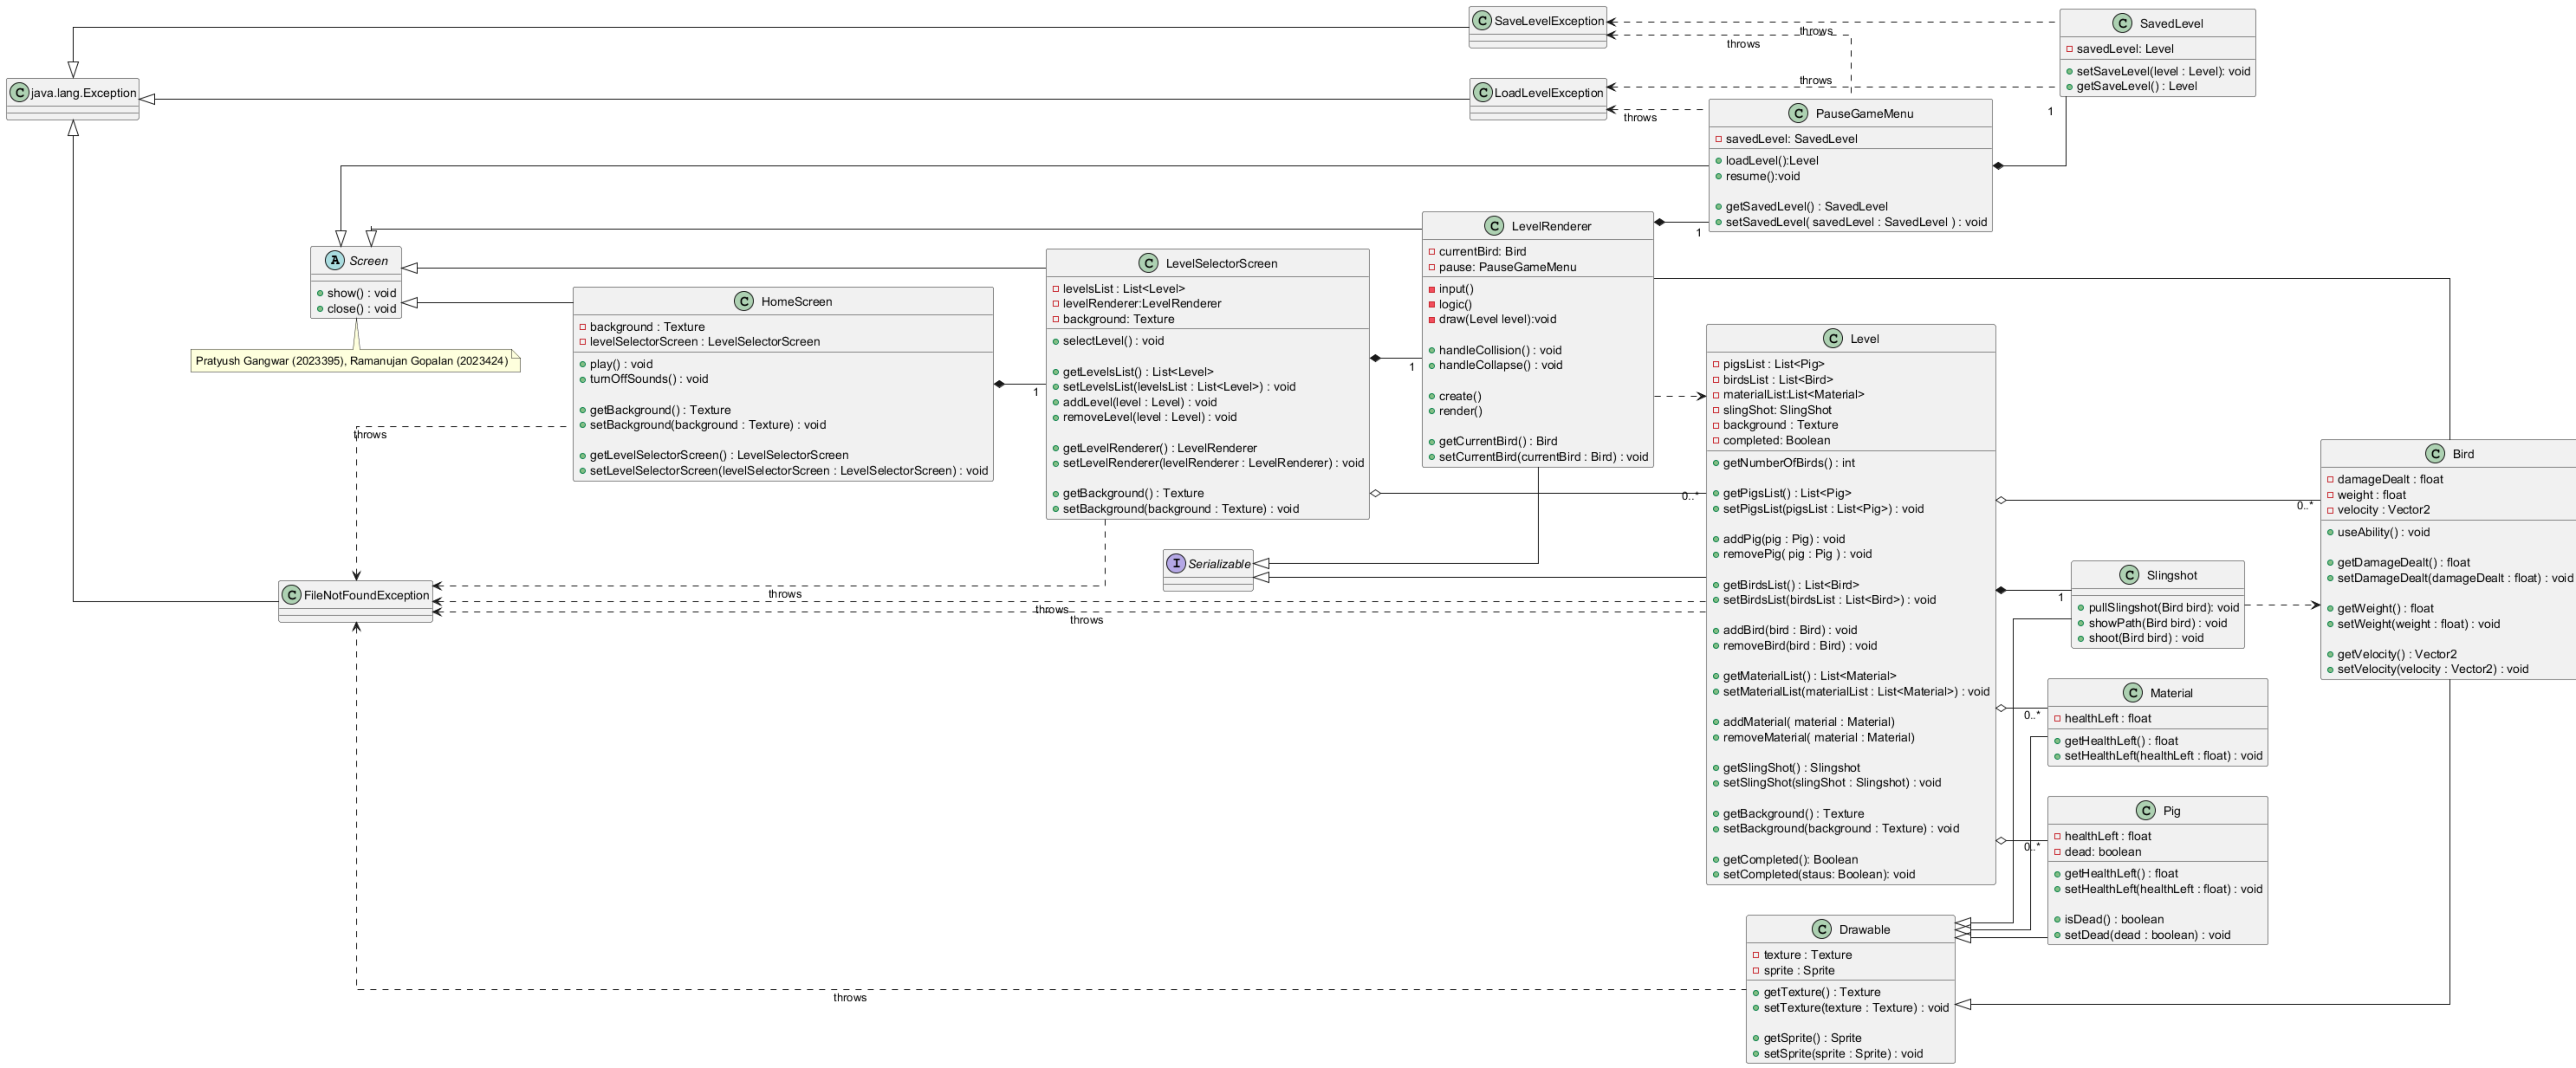 C SaveLevelException
throws
throws
C SavedLevel
savedLevel: Level
setSaveLevel(level : Level): void
getSaveLevel() : Level
1
C java.lang.Exception
C LoadLevelException
throws
throws
C PauseGameMenu
savedLevel: SavedLevel
loadLevel():Level
resume():void
getSavedLevel() : SavedLevel
setSavedLevel( savedLevel : SavedLevel ) : void
1
A Screen
show() : void
close() : void
Pratyush Gangwar (2023395), Ramanujan Gopalan (2023424)
C HomeScreen
background : Texture
levelSelectorScreen : LevelSelectorScreen
play() : void
turnOffSounds() : void
getBackground() : Texture
setBackground(background : Texture) : void
getLevelSelectorScreen() : LevelSelectorScreen
setLevelSelectorScreen(levelSelectorScreen : LevelSelectorScreen) : void
throws
1
C LevelSelectorScreen
levelsList : List<Level>
levelRenderer:LevelRenderer
background: Texture
selectLevel() : void
getLevelsList() : List<Level>
setLevelsList(levelsList : List<Level>) : void
addLevel(level : Level) : void
removeLevel(level : Level) : void
getLevelRenderer() : LevelRenderer
setLevelRenderer(levelRenderer : LevelRenderer) : void
getBackground() : Texture
setBackground(background : Texture) : void
1
0..*
C LevelRenderer
currentBird: Bird
pause: PauseGameMenu
input()
logic()
draw(Level level):void
handleCollision() : void
handleCollapse() : void
create()
render()
getCurrentBird() : Bird
setCurrentBird(currentBird : Bird) : void
I Serializable
C FileNotFoundException
throws
throws
throws
throws
C Level
pigsList : List<Pig>
birdsList : List<Bird>
materialList:List<Material>
slingShot: SlingShot
background : Texture
completed: Boolean
getNumberOfBirds() : int
getPigsList() : List<Pig>
setPigsList(pigsList : List<Pig>) : void
addPig(pig : Pig) : void
removePig( pig : Pig ) : void
getBirdsList() : List<Bird>
setBirdsList(birdsList : List<Bird>) : void
addBird(bird : Bird) : void
removeBird(bird : Bird) : void
getMaterialList() : List<Material>
setMaterialList(materialList : List<Material>) : void
addMaterial( material : Material)
removeMaterial( material : Material)
getSlingShot() : Slingshot
setSlingShot(slingShot : Slingshot) : void
getBackground() : Texture
setBackground(background : Texture) : void
getCompleted(): Boolean
setCompleted(staus: Boolean): void
0..*
1
0..*
0..*
C Bird
damageDealt : float
weight : float
velocity : Vector2
useAbility() : void
getDamageDealt() : float
setDamageDealt(damageDealt : float) : void
getWeight() : float
setWeight(weight : float) : void
getVelocity() : Vector2
setVelocity(velocity : Vector2) : void
C Slingshot
pullSlingshot(Bird bird): void
showPath(Bird bird) : void
shoot(Bird bird) : void
C Material
healthLeft : float
getHealthLeft() : float
setHealthLeft(healthLeft : float) : void
C Pig
healthLeft : float
dead: boolean
getHealthLeft() : float
setHealthLeft(healthLeft : float) : void
isDead() : boolean
setDead(dead : boolean) : void
C Drawable
texture : Texture
sprite : Sprite
getTexture() : Texture
setTexture(texture : Texture) : void
getSprite() : Sprite
setSprite(sprite : Sprite) : void